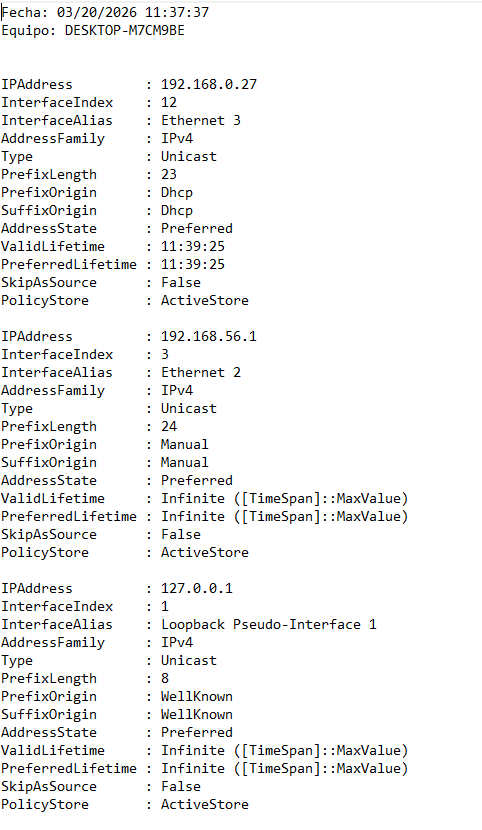 Fecha: 03/20/2026 11:37:37
Equipo: DESKTOP-M7CM9BE
IPAddress         : 192.168.0.27
InterfaceIndex    : 12
InterfaceAlias    : Ethernet 3
AddressFamily     : IPv4
Type              : Unicast
PrefixLength      : 23
PrefixOrigin      : Dhcp
SuffixOrigin      : Dhcp
AddressState      : Preferred
ValidLifetime     : 11:39:25
PreferredLifetime : 11:39:25
SkipAsSource      : False
PolicyStore       : ActiveStore
IPAddress         : 192.168.56.1
InterfaceIndex    : 3
InterfaceAlias    : Ethernet 2
AddressFamily     : IPv4
Type              : Unicast
PrefixLength      : 24
PrefixOrigin      : Manual
SuffixOrigin      : Manual
AddressState      : Preferred
ValidLifetime     : Infinite ([TimeSpan]::MaxValue)
PreferredLifetime : Infinite ([TimeSpan]::MaxValue)
SkipAsSource      : False
PolicyStore       : ActiveStore
IPAddress         : 127.0.0.1
InterfaceIndex    : 1
InterfaceAlias    : Loopback Pseudo-Interface 1
AddressFamily     : IPv4
Type              : Unicast
PrefixLength      : 8
PrefixOrigin      : WellKnown
SuffixOrigin      : WellKnown
AddressState      : Preferred
ValidLifetime     : Infinite ([TimeSpan]::MaxValue)
PreferredLifetime : Infinite ([TimeSpan]::MaxValue)
SkipAsSource      : False
PolicyStore       : ActiveStore